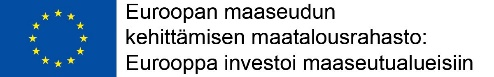 Euroopan maaseudun
kehittämisen maatalousrahasto:
Eurooppa investoi maaseutualueisiin